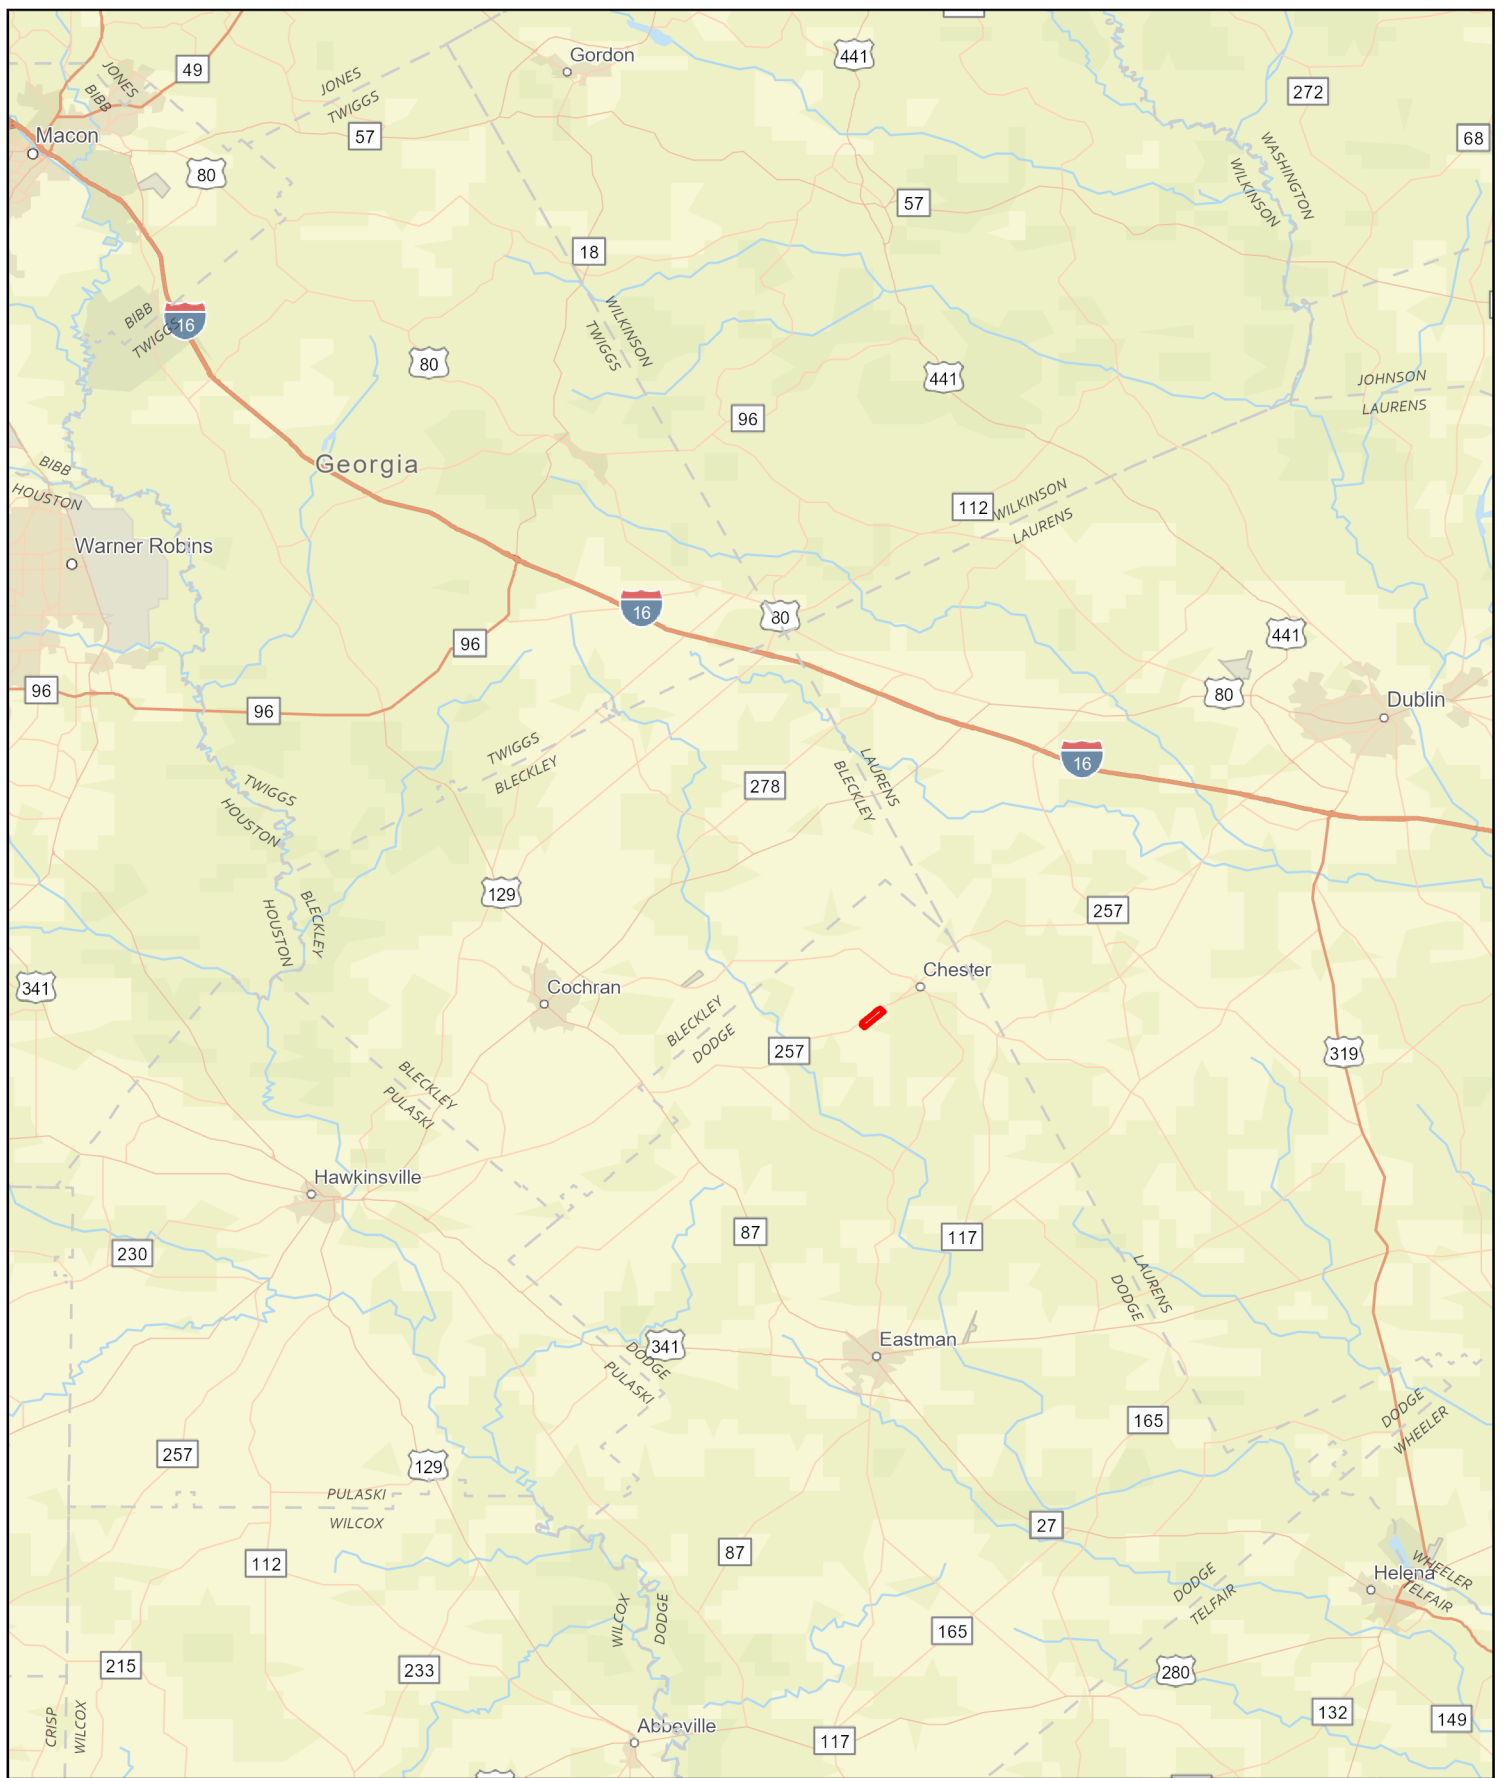 Gordon
441
49
JONES
BIBB
JONES
TWIGGS
272
Macon
57
68
80
WASHINGTON
WILKINSON
57
18
BIBB
TWIGGS
16
WILKINSON
TWIGGS
80
441
JOHNSON
LAURENS
96
Georgia
BIBB
HOUSTON
112
WILKINSON
LAURENS
Warner Robins
16
80
96
441
96
96
80
Dublin
TWIGGS
BLECKLEY
LAURENS
BLECKLEY
16
278
TWIGGS
HOUSTON
129
BLECKLEY
HOUSTON
257
341
Cochran
Chester
BLECKLEY
DODGE
257
319
BLECKLEY
PULASKI
Hawkinsville
87
117
230
LAURENS
DODGE
341
DODGE
PULASKI
Eastman
DODGE
WHEELER
165
257
129
PULASKI
WILCOX
27
87
112
Helena
WHEELER
TELFAIR
DODGE
TELFAIR
WILCOX
DODGE
165
215
233
280
CRISP
WILCOX
132
149
Abbeville
117